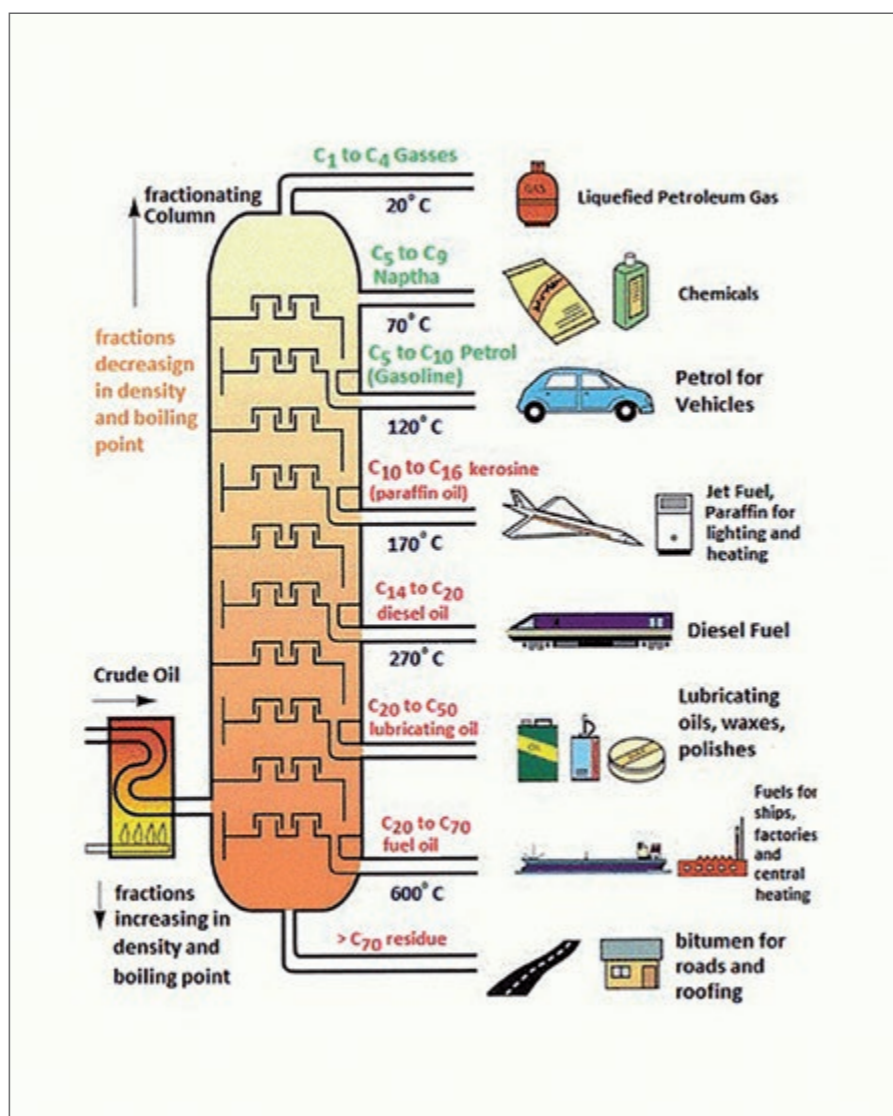 C1 to C4 Gasses
fractionating
Column
20° C
GAS
Liquefied Petroleum Gas
C5 to C9
Naptha
70° C
Chemicals
fractions
decreasign
in density
and boiling
point
C5 to C10 Petrol
(Gasoline)
120° C
Petrol for
Vehicles
C10 to C16 kerosine
(paraffin oil)
170° C
Jet Fuel,
Paraffin for
lighting and
heating
C14 to C20
diesel oil
270° C
Diesel Fuel
Crude Oil
C20 to C50
lubricating oil
OIL
Lubricating
oils, waxes,
polishes
C20 to C70
fuel oil
600° C
Fuels for
ships,
factories
and
central
heating
fractions
increasing in
density and
boiling point
> C70 residue
bitumen for
roads and
roofing